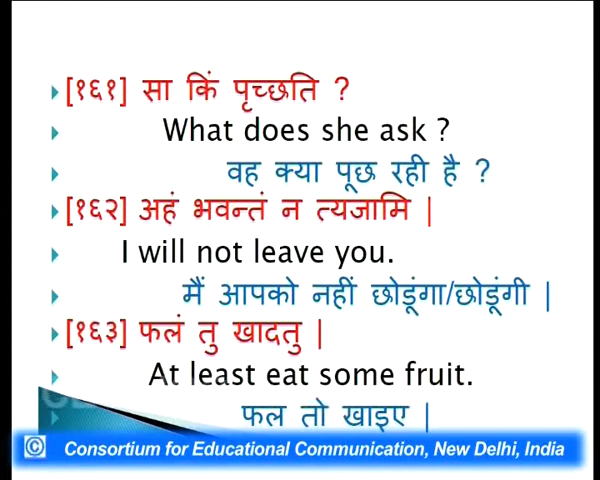 [१६१] सा किं पृच्छति ?
What does she ask ?
वह क्या पूछ रही है ?
[१६२] अहं भवन्तं न त्यजामि |
I will not leave you.
मैं आपको नहीं छोडूंगा/छोडूंगी |
[१६३] फलं तु खादतु |
At least eat some fruit.
फल तो खाइए |
© Consortium for Educational Communication, New Delhi, India